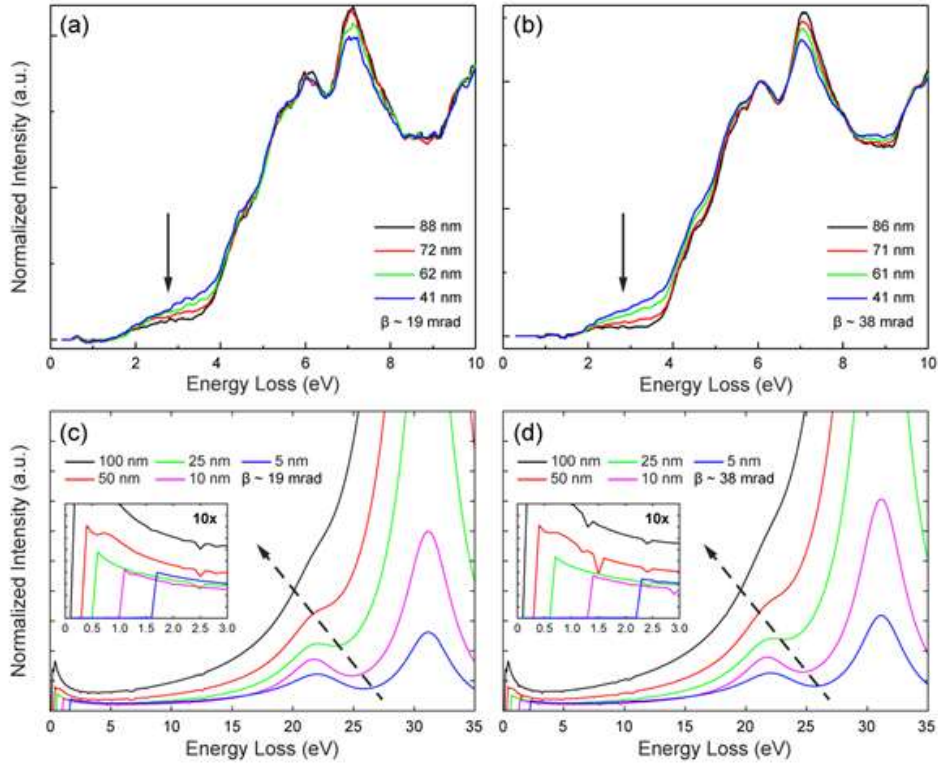 (a)
88 nm
72 nm
62 nm
41 nm
β ~ 19 mrad
Normalized Intensity (a.u.)
0 2 4 6 8 10
Energy Loss (eV)
(b)
86 nm
71 nm
61 nm
41 nm
β ~ 38 mrad
0 2 4 6 8 10
Energy Loss (eV)
(c)
100 nm 25 nm 5 nm
50 nm 10 nm β ~ 19 mrad
10x
0 0.5 1.0 1.5 2.0 2.5 3.0
Normalized Intensity (a.u.)
0 5 10 15 20 25 30 35
Energy Loss (eV)
(d)
100 nm 25 nm 5 nm
50 nm 10 nm β ~ 38 mrad
10x
0 0.5 1.0 1.5 2.0 2.5 3.0
0 5 10 15 20 25 30 35
Energy Loss (eV)